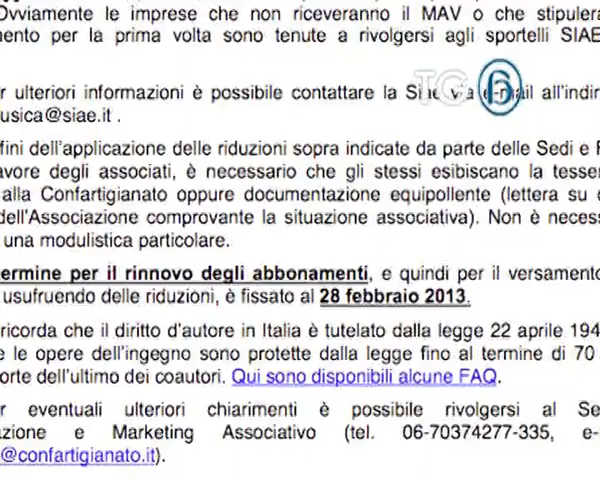 Ovviamente le imprese che non riceveranno il MAV o che stipulera
mento per la prima volta sono tenute a rivolgersi agli sportelli SIAE
r ulteriori informazioni è possibile contattare la Siae via e-mail all'indir
usica@siae.it .
TG 6
fini dell'applicazione delle riduzioni sopra indicate da parte delle Sedi e F
avore degli associati, è necessario che gli stessi esibiscano la tesser
alla Confartigianato oppure documentazione equipollente (lettera su
dell'Associazione comprovante la situazione associativa). Non è necess
una modulistica particolare.
ermine per il rinnovo degli abbonamenti, e quindi per il versamento
usufruendo delle riduzioni, è fissato al 28 febbraio 2013.
ricorda che il diritto d'autore in Italia è tutelato dalla legge 22 aprile 194
e le opere dell'ingegno sono protette dalla legge fino al termine di 70
orte dell'ultimo dei coautori. Qui sono disponibili alcune FAQ.
r eventuali ulteriori chiarimenti è possibile rivolgersi al Se
azione e Marketing Associativo (tel. 06-70374277-335, e-
@confartigianato.it).